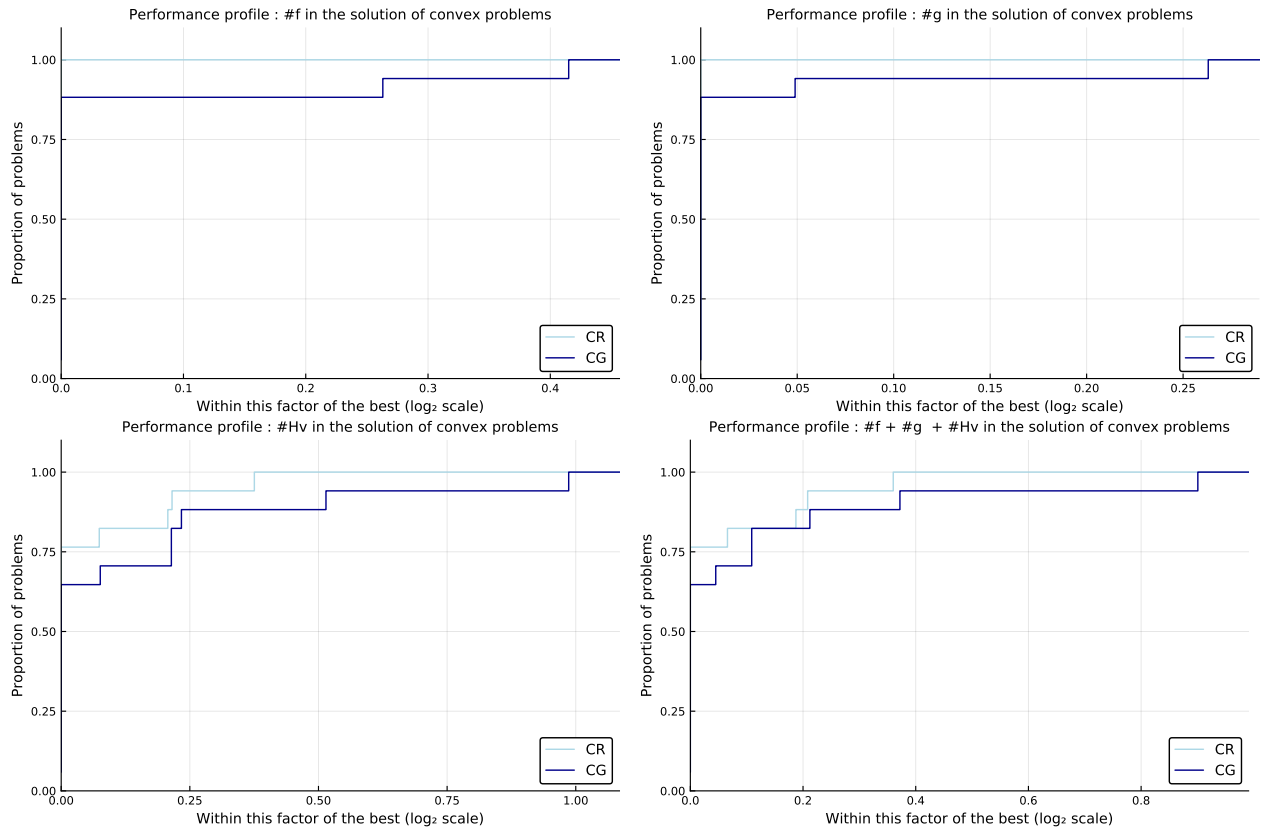 Performance profile : #f in the solution of convex problems
Proportion of problems
1.00
0.75
0.50
0.25
0.00
0.0 0.1 0.2 0.3 0.4
Within this factor of the best (log₂ scale)
CR
CG
Performance profile : #g in the solution of convex problems
Proportion of problems
1.00
0.75
0.50
0.25
0.00
0.00 0.05 0.10 0.15 0.20 0.25
Within this factor of the best (log₂ scale)
CR
CG
Performance profile : #Hv in the solution of convex problems
Proportion of problems
1.00
0.75
0.50
0.25
0.00
0.00 0.25 0.50 0.75 1.00
Within this factor of the best (log₂ scale)
CR
CG
Performance profile : #f + #g  + #Hv in the solution of convex problems
Proportion of problems
1.00
0.75
0.50
0.25
0.00
0.0 0.2 0.4 0.6 0.8
Within this factor of the best (log₂ scale)
CR
CG